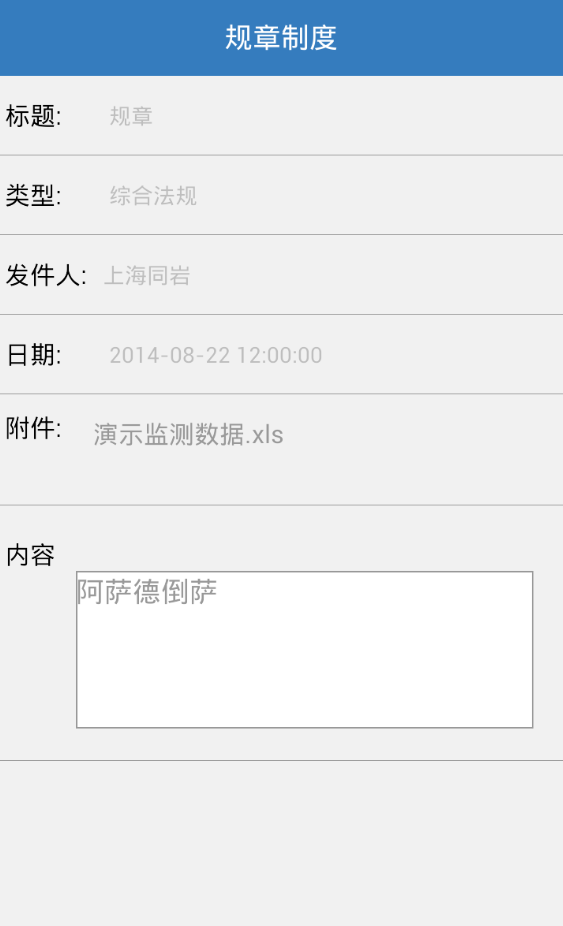 规章制度
标题: 规章
类型: 综合法规
发件人: 上海同岩
日期: 2014-08-22 12:00:00
附件: 演示监测数据.xls
内容
阿萨德倒萨